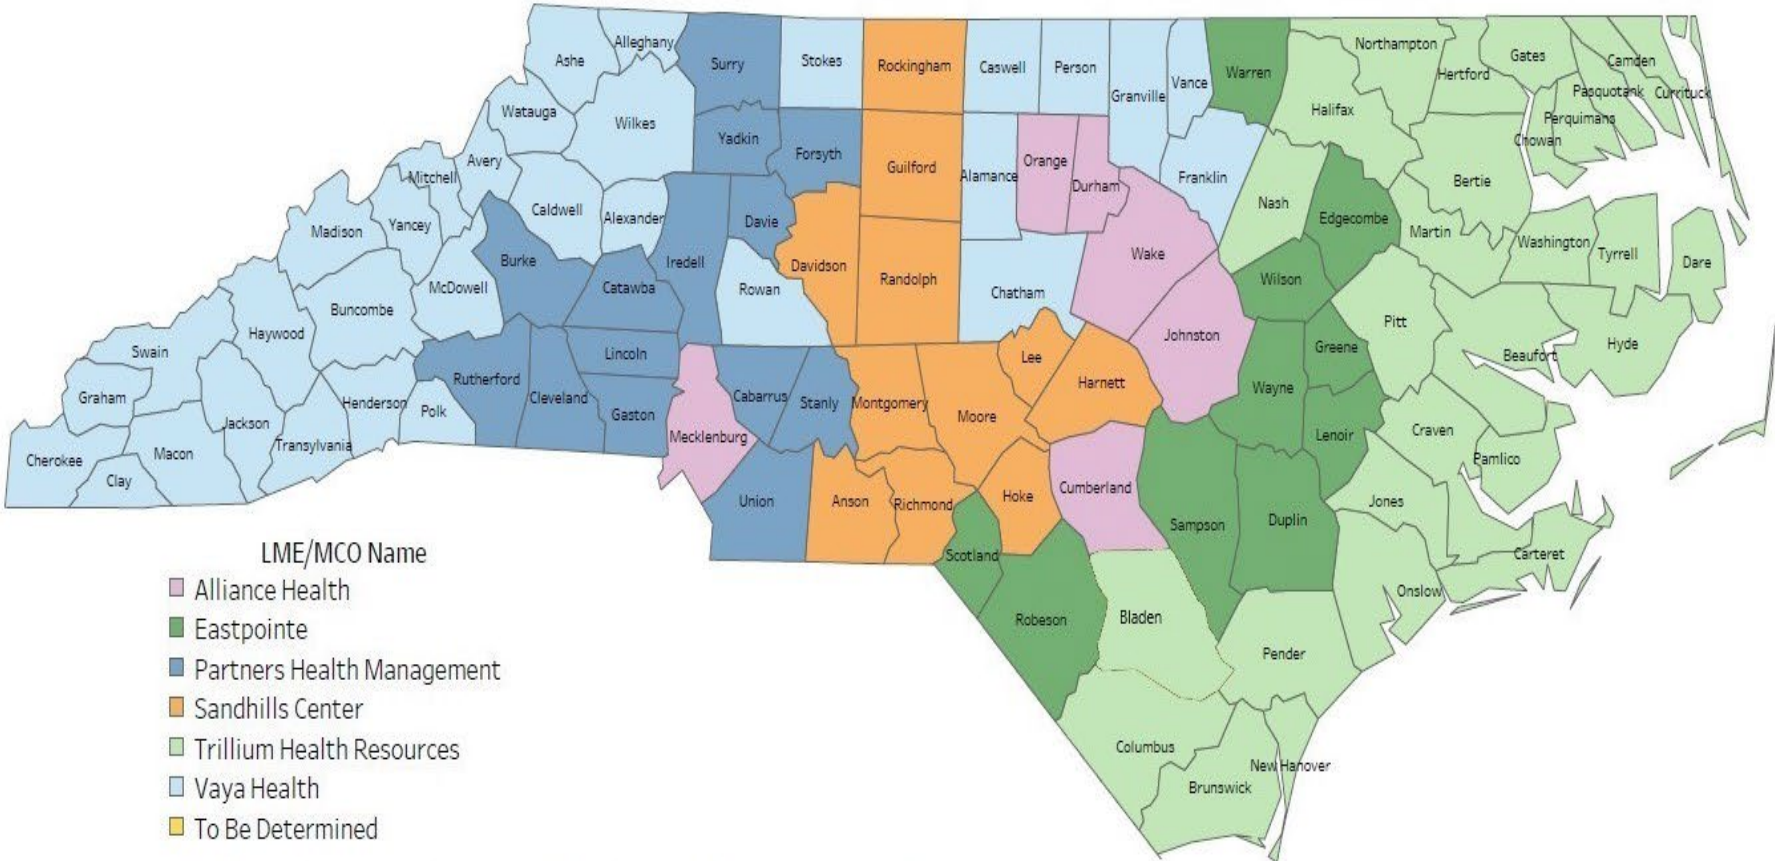 Ashe
Alleghany
Surry
Stokes
Rockingham
Caswell
Person
Granville
Vance
Warren
Northampton
Hertford
Gates
Camden
Pasquotank
Currituck
Perquimans
Chowan
Halifax
Watauga
Wilkes
Yadkin
Forsyth
Guilford
Alamance
Orange
Durham
Franklin
Nash
Edgecombe
Bertie
Martin
Washington
Tyrrell
Dare
Mitchell
Avery
Caldwell
Alexander
Iredell
Davie
Davidson
Randolph
Chatham
Wake
Wilson
Madison
Yancey
McDowell
Burke
Catawba
Rowan
Johnston
Greene
Pitt
Beaufort
Hyde
Swain
Haywood
Buncombe
Rutherford
Cleveland
Lincoln
Gaston
Cabarrus
Stanly
Montgomery
Moore
Lee
Harnett
Wayne
Lenoir
Craven
Pamlico
Graham
Jackson
Henderson
Polk
Mecklenburg
Cherokee
Clay
Macon
Transylvania
Union
Anson
Richmond
Hoke
Cumberland
Sampson
Duplin
Jones
Carteret
Onslow
Scotland
Robeson
Bladen
Pender
Columbus
Brunswick
New Hanover
LME/MCO Name
Alliance Health
Eastpointe
Partners Health Management
Sandhills Center
Trillium Health Resources
Vaya Health
To Be Determined